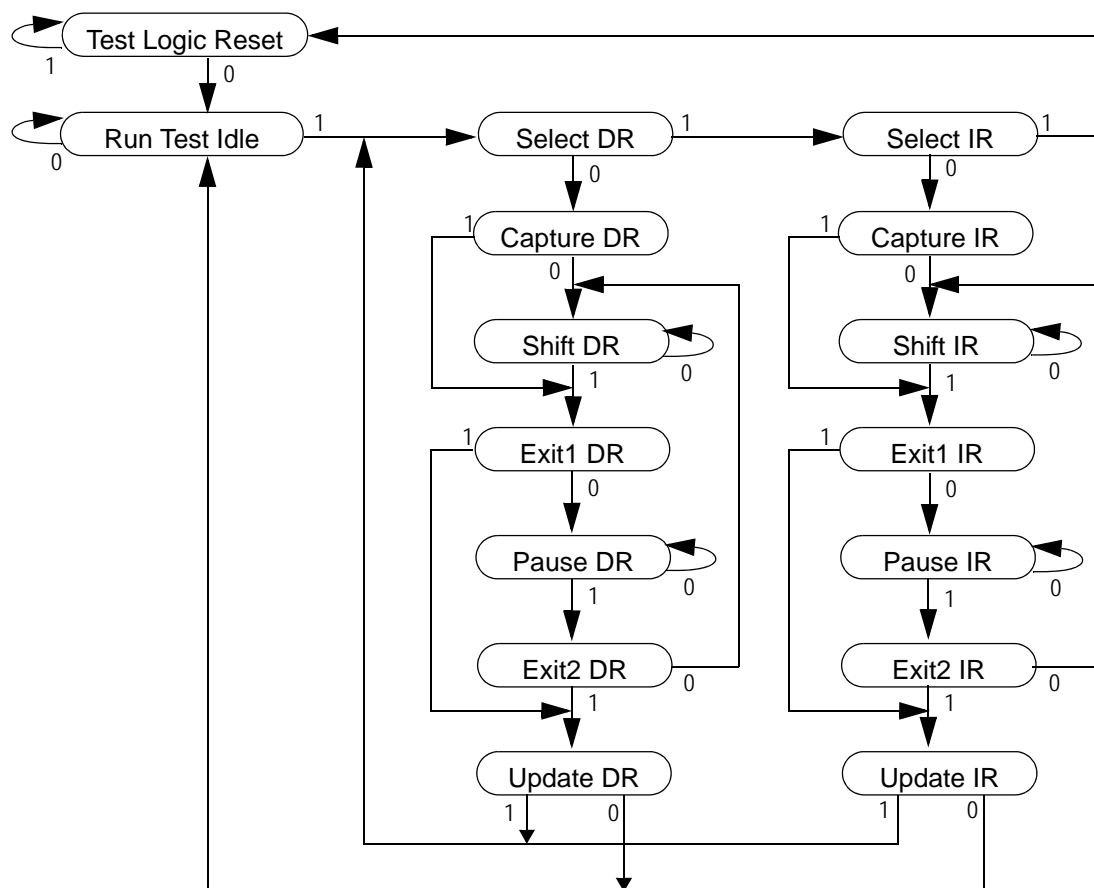 Test Logic Reset
1
0
Run Test Idle
1
0
Select DR
1
0
Select IR
1
0
1
Capture DR
0
1
Capture IR
0
Shift DR
0
1
Shift IR
0
1
1
Exit1 DR
0
1
Exit1 IR
0
Pause DR
0
1
Pause IR
0
1
Exit2 DR
0
1
Exit2 IR
0
1
Update DR
1
0
Update IR
1
0